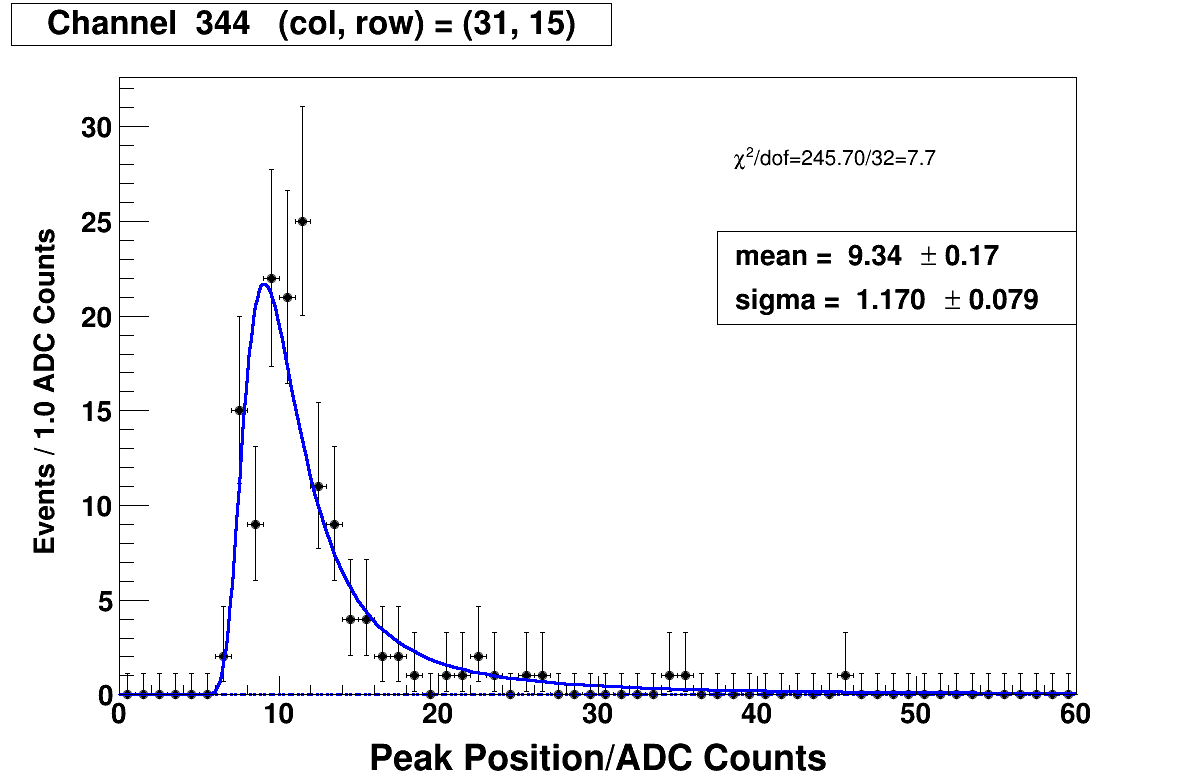 Channel 344 (col, row) = (31, 15)
Events / 1.0 ADC Counts
30
25
20
15
10
5
0
χ²/dof=245.70/32=7.7
mean = 9.34 ± 0.17
sigma = 1.170 ± 0.079
0 10 20 30 40 50 60
Peak Position/ADC Counts